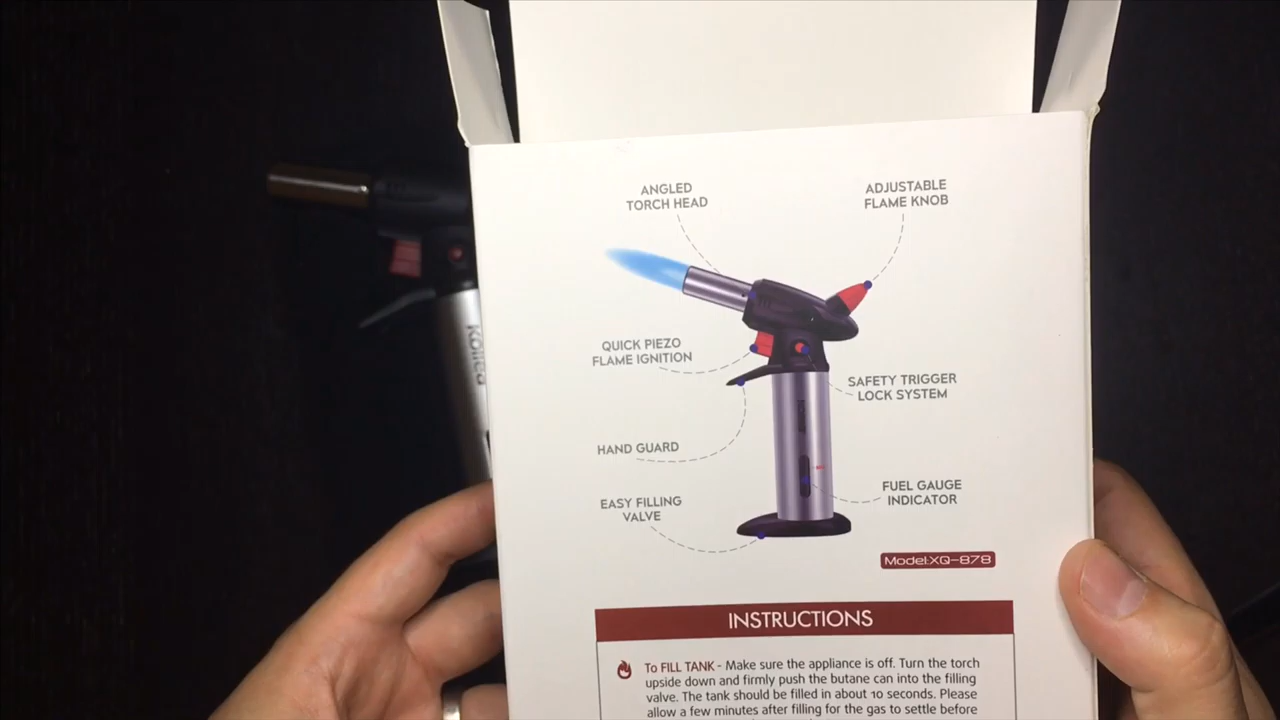 ANGLED
TORCH HEAD
ADJUSTABLE
FLAME KNOB
QUICK PIEZO
FLAME IGNITION
SAFETY TRIGGER
LOCK SYSTEM
HAND GUARD
EASY FILLING
VALVE
FUEL GAUGE
INDICATOR
Model:XQ-878
INSTRUCTIONS
To FILL TANK - Make sure the appliance is off. Turn the torch
upside down and firmly push the butane can into the filling
valve. The tank should be filled in about 10 seconds. Please
allow a few minutes after filling for the gas to settle before